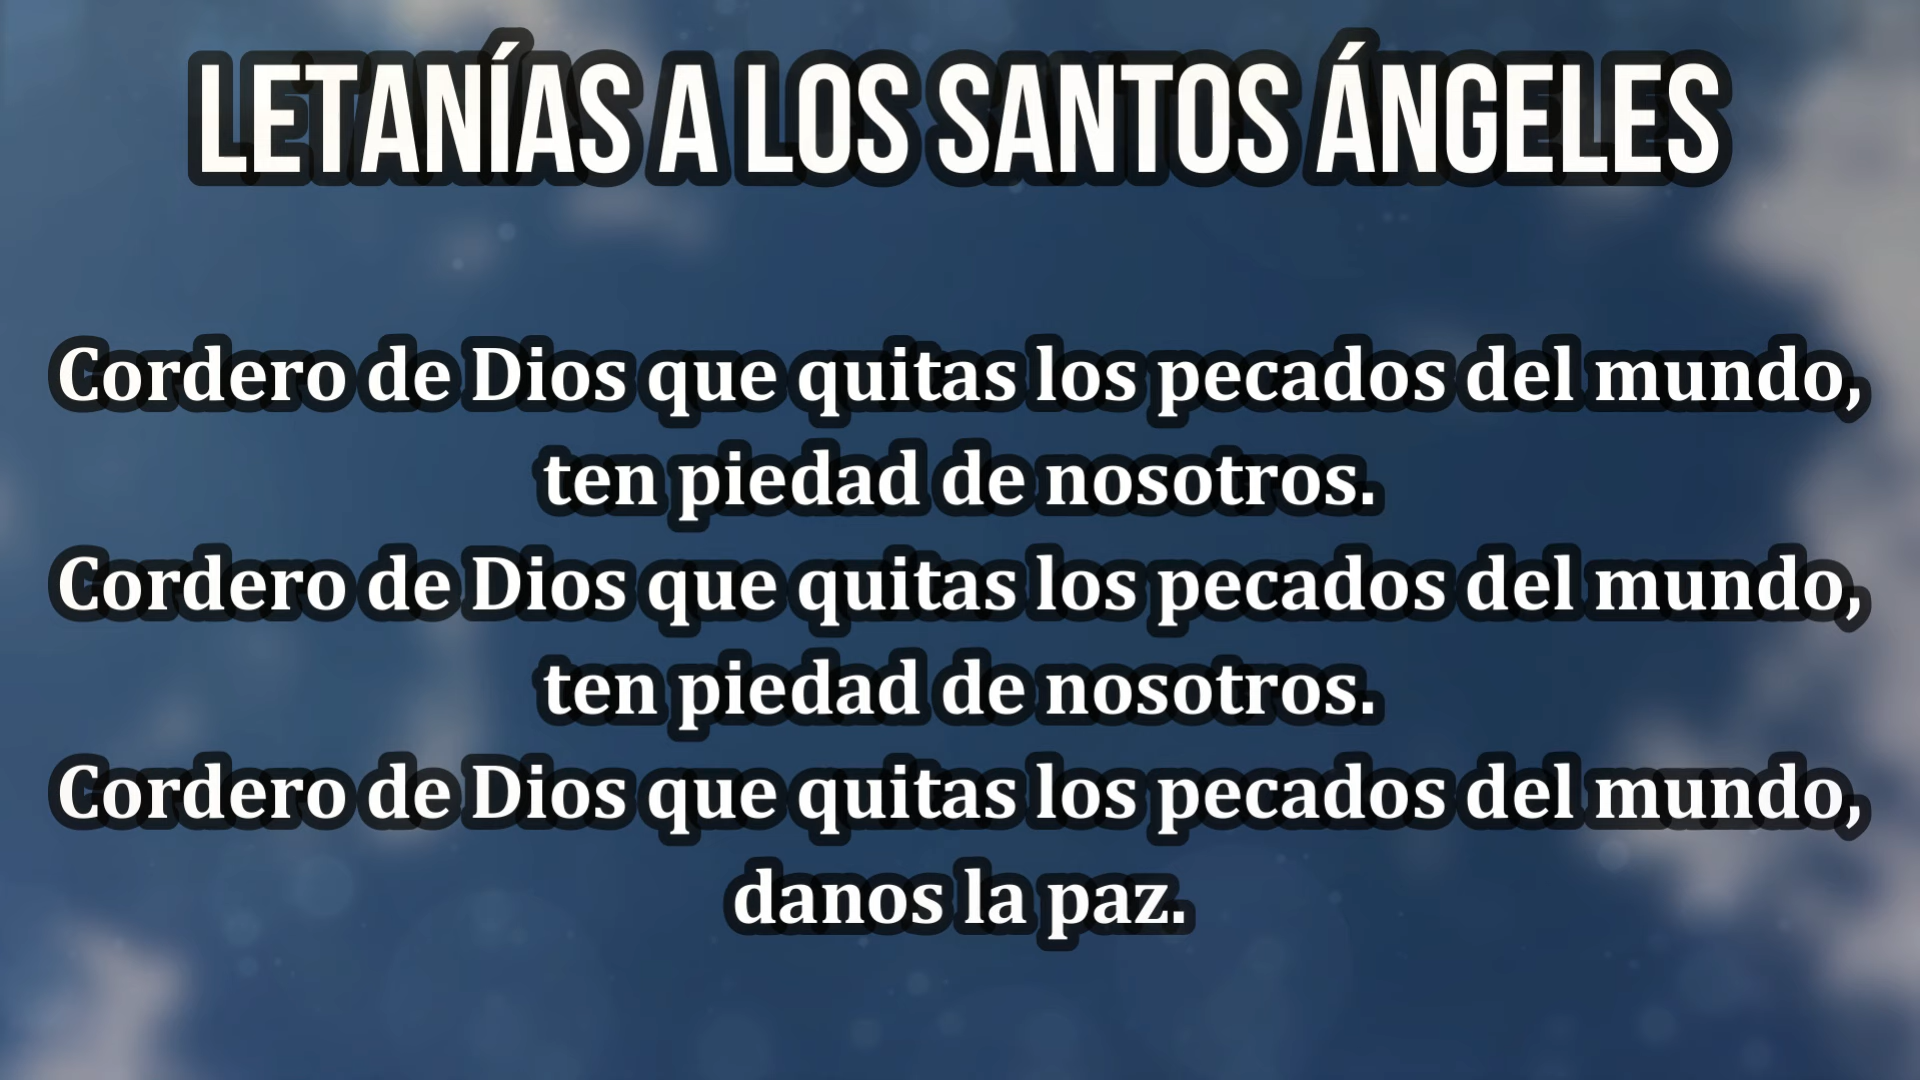 LETANÍAS A LOS SANTOS ÁNGELES
Cordero de Dios que quitas los pecados del mundo,
ten piedad de nosotros.
Cordero de Dios que quitas los pecados del mundo,
ten piedad de nosotros.
Cordero de Dios que quitas los pecados del mundo,
danos la paz.